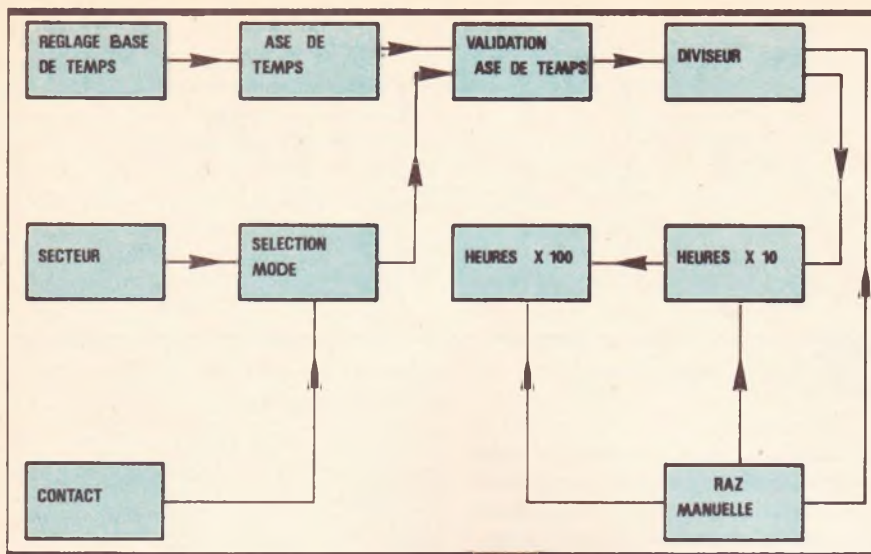 REGLAGE BASE
DE TEMPS
ASE DE
TEMPS
VALIDATION
ASE DE TEMPS
DIVISEUR
SECTEUR
SELECTION
MODE
HEURES X 100
HEURES X 10
CONTACT
RAZ
MANUELLE